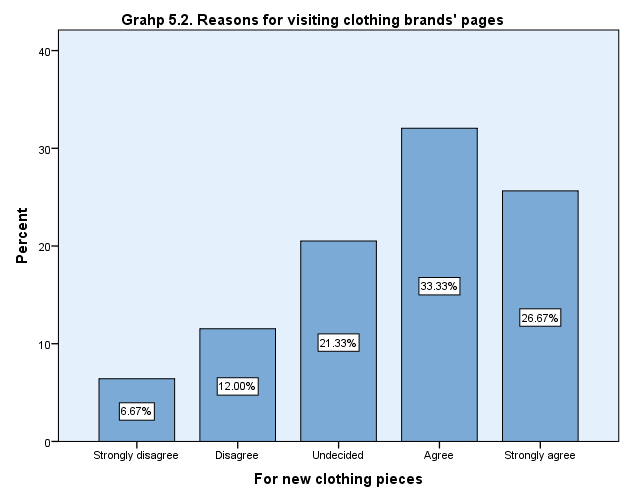 Grahp 5.2. Reasons for visiting clothing brands' pages
40
30
20
10
0
Percent
6.67%
12.00%
21.33%
33.33%
26.67%
Strongly disagree
Disagree
Undecided
Agree
Strongly agree
For new clothing pieces